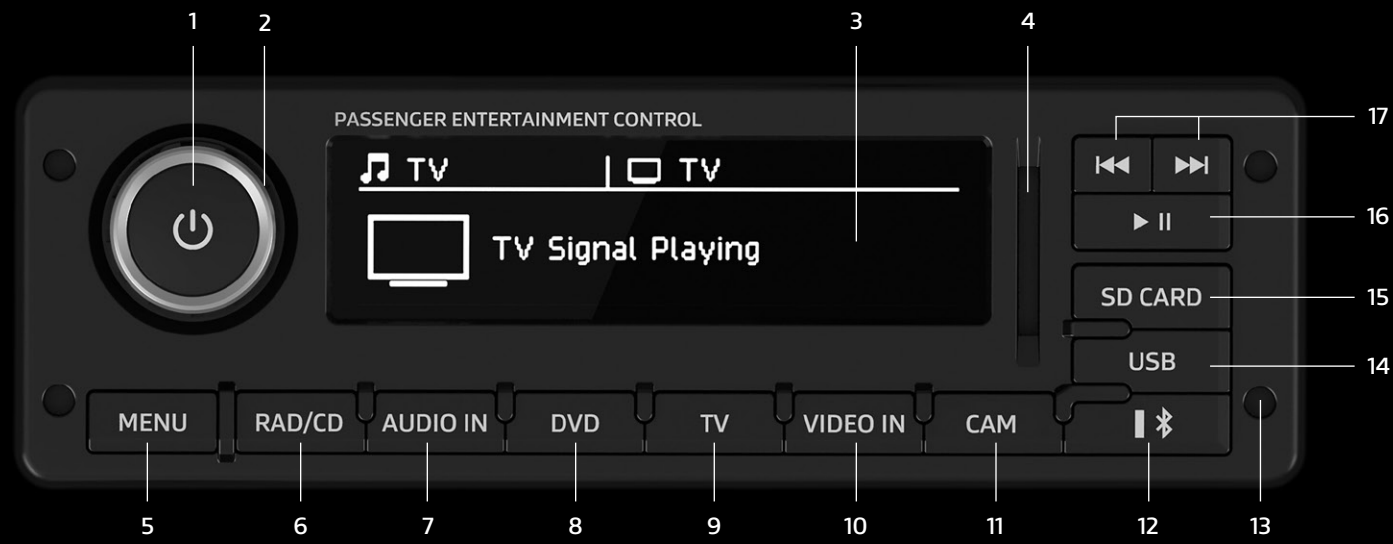 1 2 3 4
PASSENGER ENTERTAINMENT CONTROL
TV TV
17
TV Signal Playing
16
SD CARD 15
USB 14
MENU RAD/CD AUDIO IN DVD TV VIDEO IN CAM
5 6 7 8 9 10 11 12 13